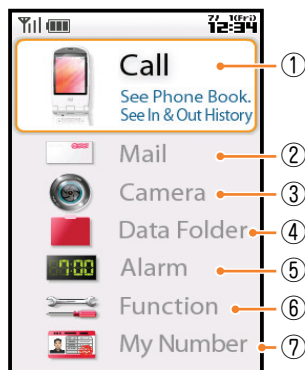 7/ 1(Fri)
12:34
Call ①
See Phone Book.
See In & Out History
Mail ②
Camera ③
Data Folder ④
7:00 Alarm ⑤
Function ⑥
My Number ⑦